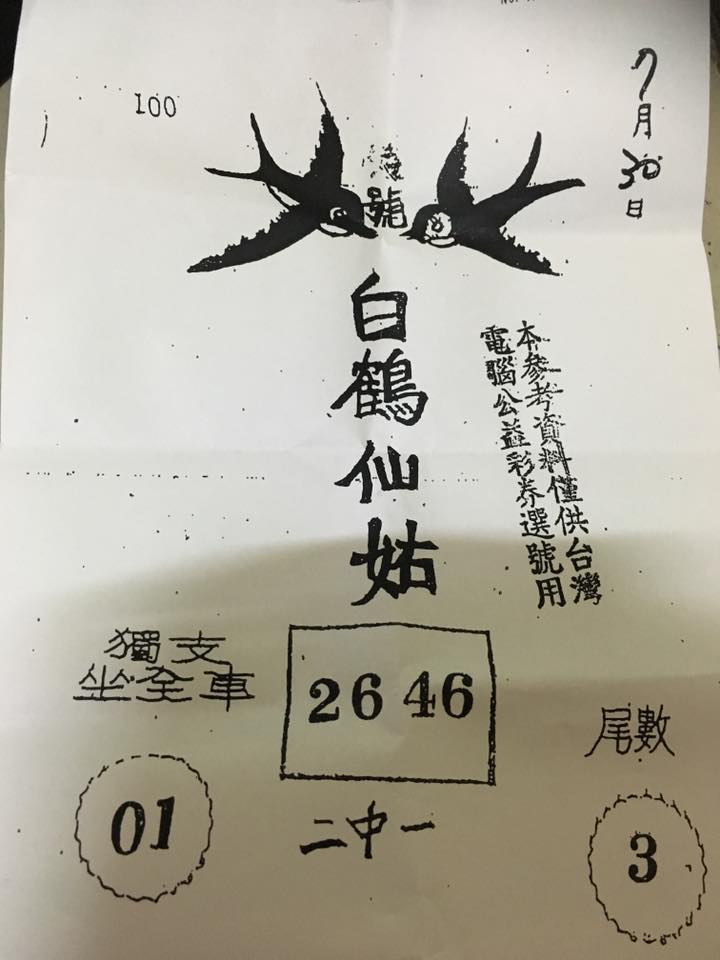 100
7月30日
號
白鶴仙姑
本參考資料僅供台灣
電腦公益彩券選號用
獨支
坐全車
01
26 46
二中一
尾數
3